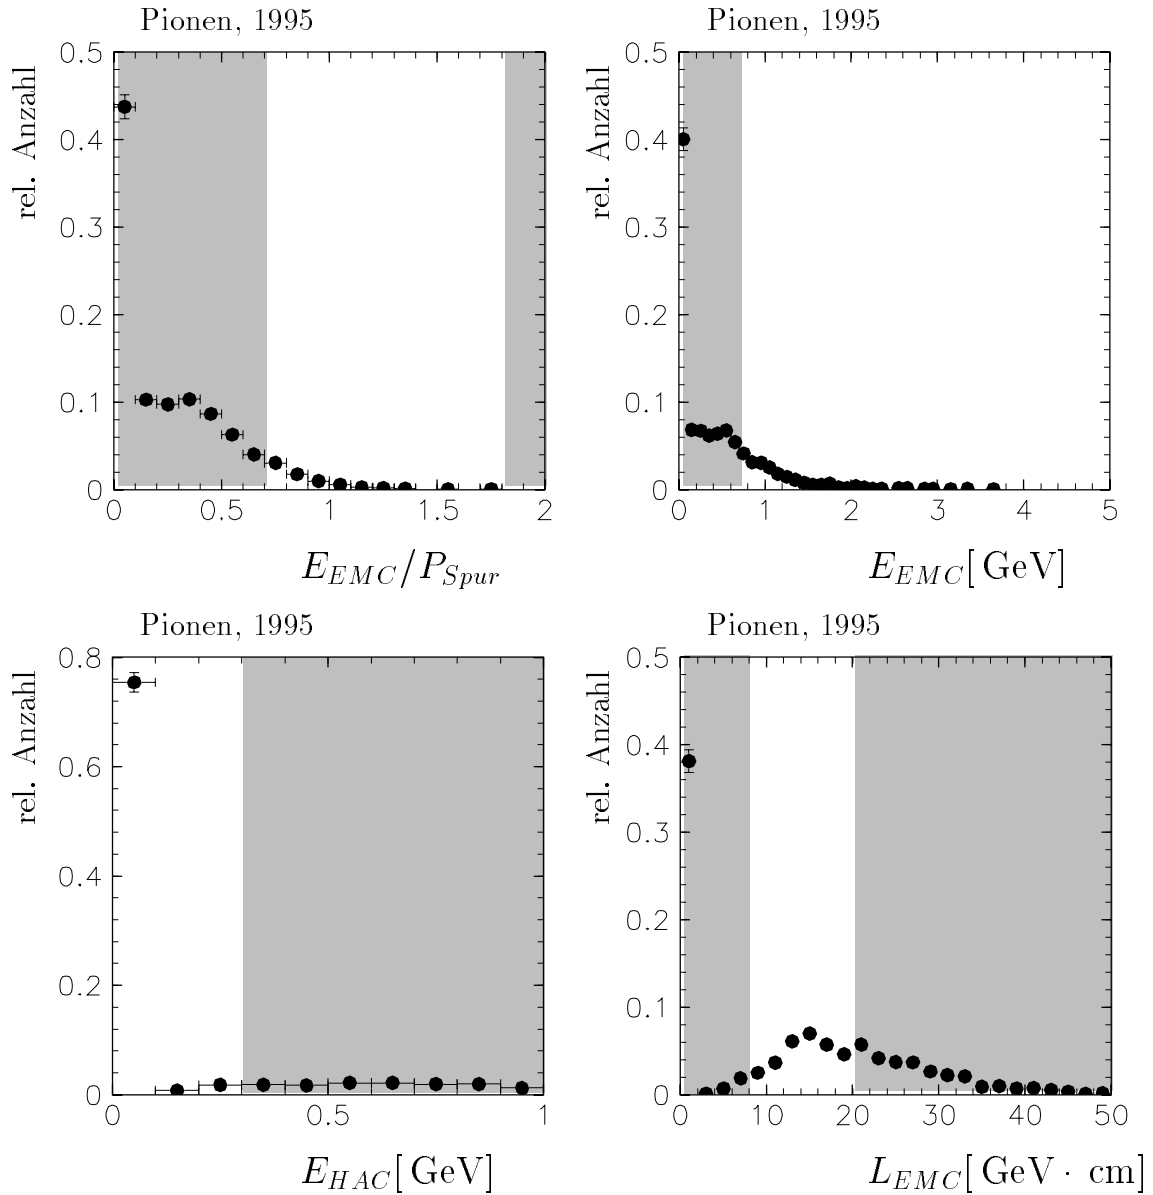 Pionen, 1995
rel. Anzahl
0.5
0.4
0.3
0.2
0.1
0
0 0.5 1 1.5 2
E_EMC/P_Spur
Pionen, 1995
rel. Anzahl
0.5
0.4
0.3
0.2
0.1
0
0 1 2 3 4 5
E_EMC[GeV]
Pionen, 1995
rel. Anzahl
0.8
0.6
0.4
0.2
0
0 0.5 1
E_HAC[GeV]
Pionen, 1995
rel. Anzahl
0.5
0.4
0.3
0.2
0.1
0
0 10 20 30 40 50
L_EMC[GeV · cm]